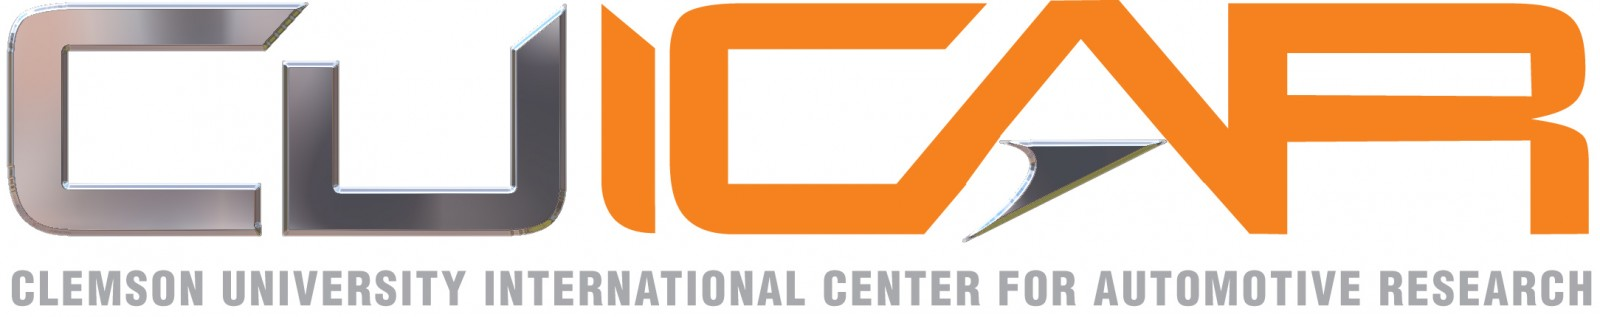 CUICAR
CLEMSON UNIVERSITY INTERNATIONAL CENTER FOR AUTOMOTIVE RESEARCH